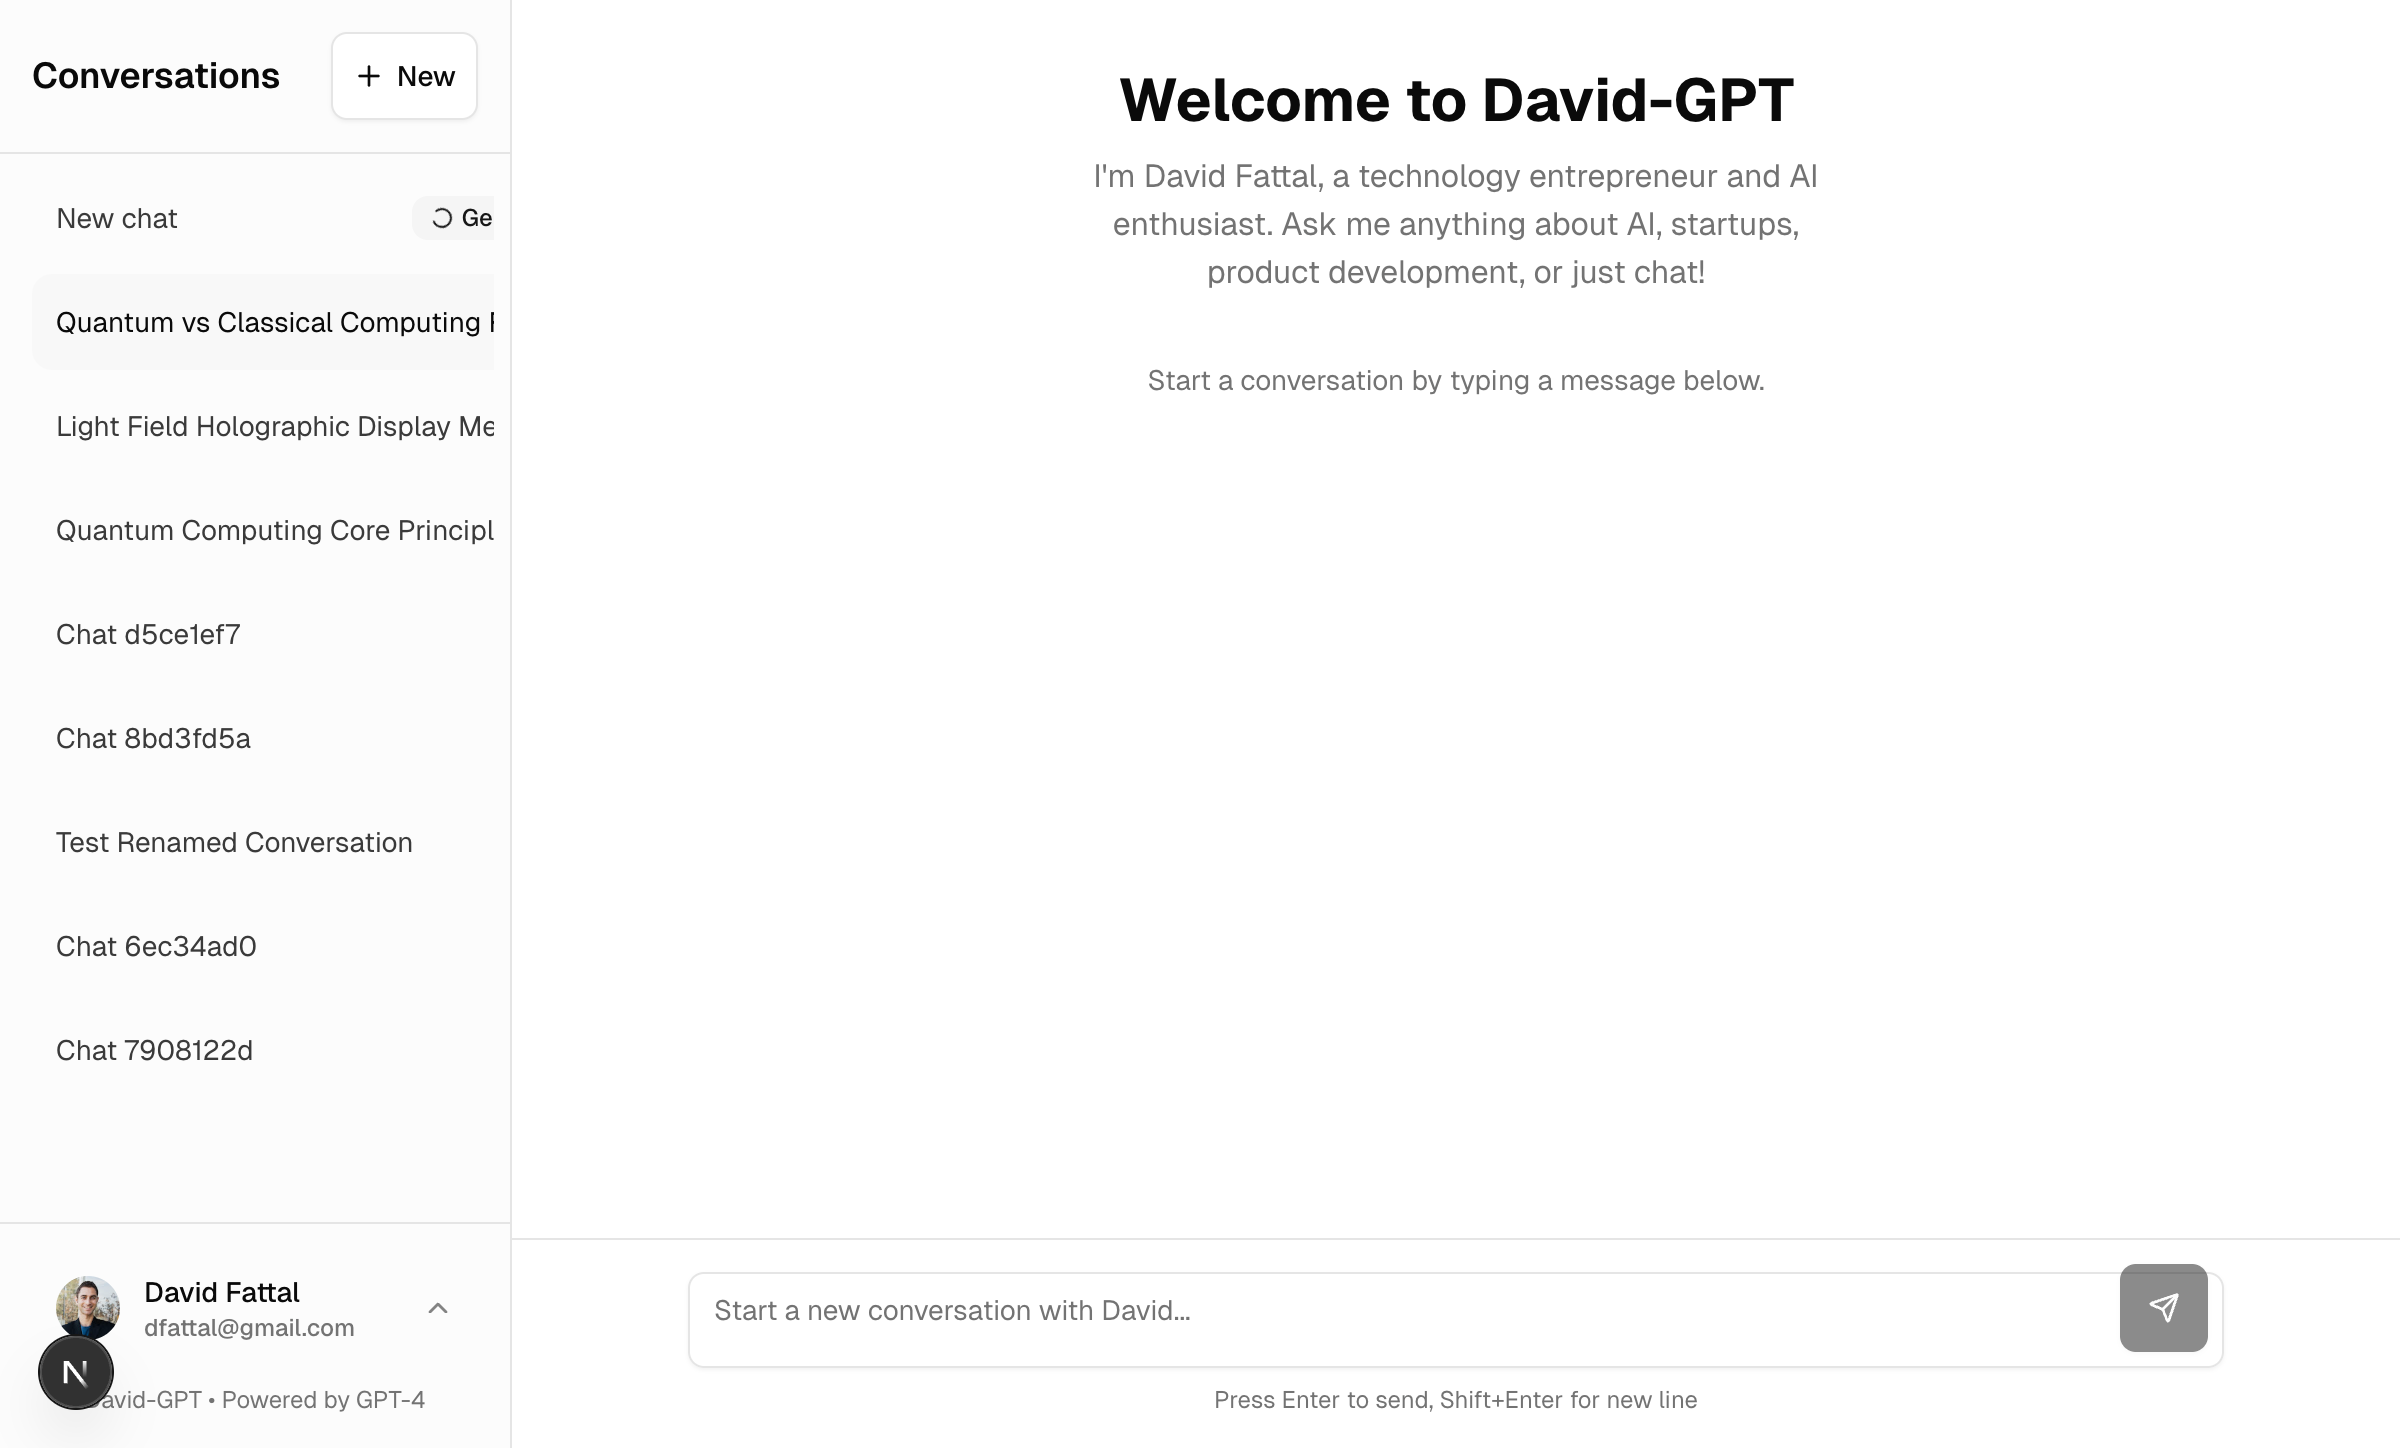 Conversations
+ New
New chat
Ge
Quantum vs Classical Computing
Light Field Holographic Display Me
Quantum Computing Core Principl
Chat d5ce1ef7
Chat 8bd3fd5a
Test Renamed Conversation
Chat 6ec34ad0
Chat 7908122d
David Fattal
dfattal@gmail.com
N
avid-GPT • Powered by GPT-4
Welcome to David-GPT
I'm David Fattal, a technology entrepreneur and AI
enthusiast. Ask me anything about AI, startups,
product development, or just chat!
Start a conversation by typing a message below.
Start a new conversation with David...
Press Enter to send, Shift+Enter for new line